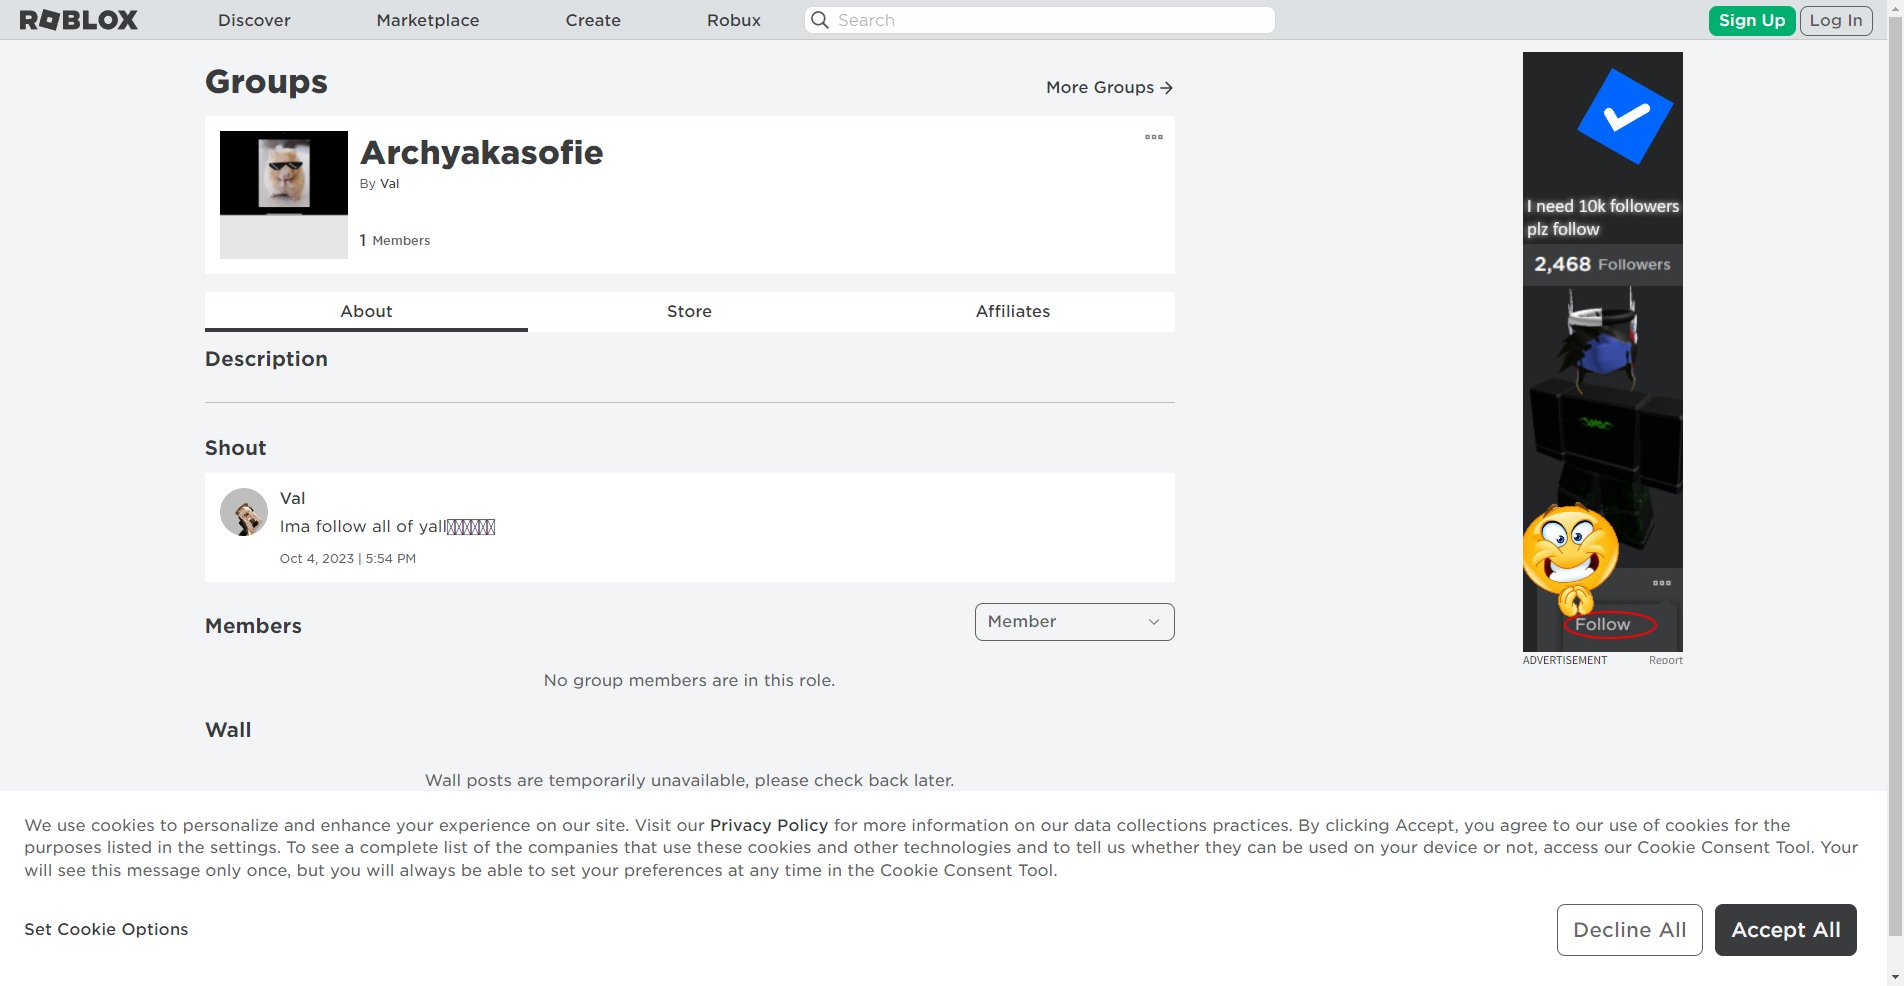 ROBLOX
Discover
Marketplace
Create
Robux
Search
Sign Up
Log In
Groups
More Groups
Archyakasofie
By Val
1 Members
About
Store
Affiliates
Description
Shout
Val
Ima follow all of yall
Oct 4, 2023 | 5:54 PM
Members
Member
No group members are in this role.
Wall
Wall posts are temporarily unavailable, please check back later.
I need 10k followers
plz follow
2,468 Followers
Follow
ADVERTISEMENT
Report
We use cookies to personalize and enhance your experience on our site. Visit our Privacy Policy for more information on our data collections practices. By clicking Accept, you agree to our use of cookies for the
purposes listed in the settings. To see a complete list of the companies that use these cookies and other technologies and to tell us whether they can be used on your device or not, access our Cookie Consent Tool. Your
will see this message only once, but you will always be able to set your preferences at any time in the Cookie Consent Tool.
Set Cookie Options
Decline All
Accept All